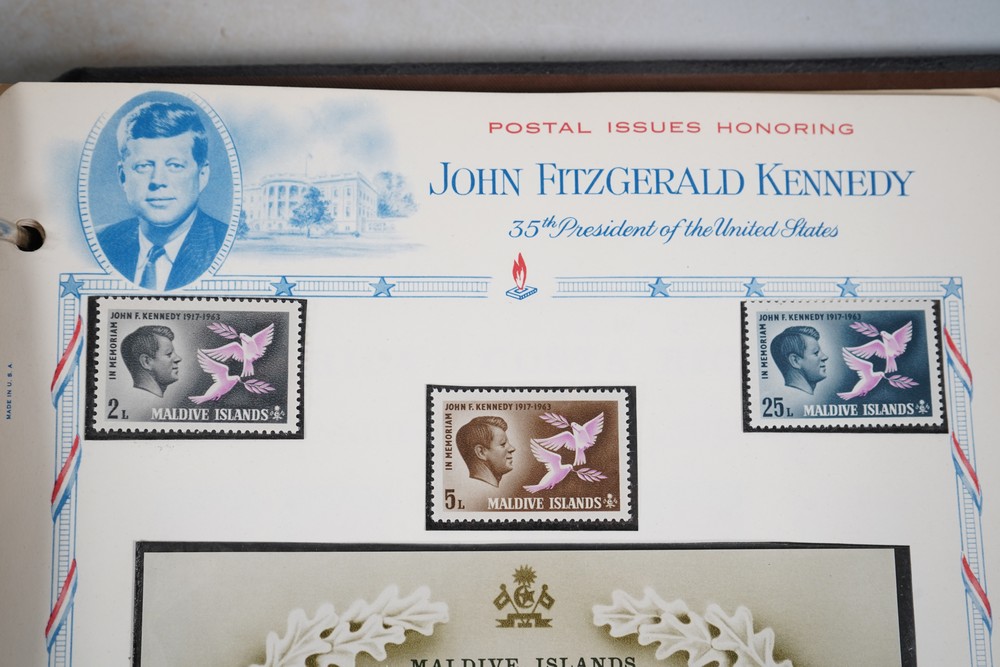 POSTAL ISSUES HONORING
JOHN FITZGERALD KENNEDY
35th President of the United States
MADE IN U.S.A
IN MEMORIAM
JOHN F. KENNEDY 1917-1963
2L
MALDIVE ISLANDS
IN MEMORIAM
JOHN F. KENNEDY 1917-1963
5L
MALDIVE ISLANDS
IN MEMORIAM
JOHN F. KENNEDY 1917-1963
25L
MALDIVE ISLANDS
MALDIVE ISLANDS